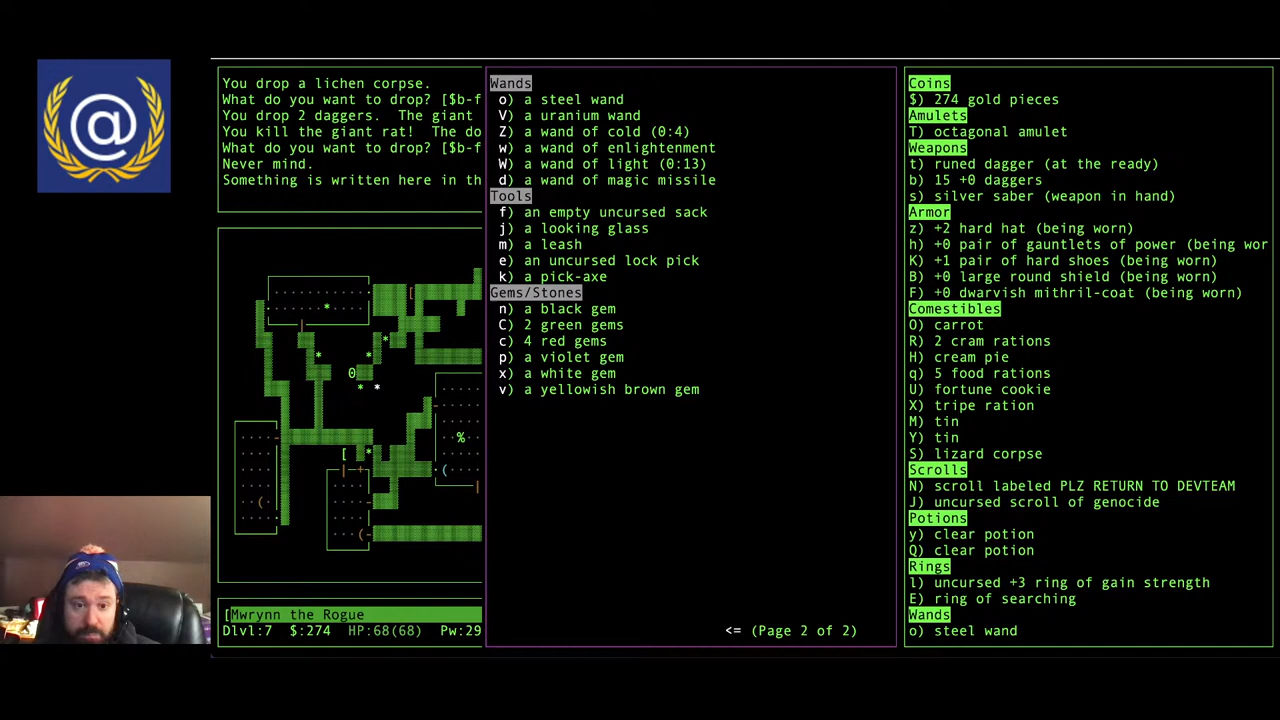 @
You drop a lichen corpse.
What do you want to drop? [$b-f
You drop 2 daggers.  The giant
You kill the giant rat!  The do
What do you want to drop? [$b-f
Never mind.
Something is written here in th
[Mwrynn the Rogue
Dlvl:7  $:274  HP:68(68)  Pw:29
Wands
o) a steel wand
V) a uranium wand
Z) a wand of cold (0:4)
w) a wand of enlightenment
W) a wand of light (0:13)
d) a wand of magic missile
Tools
f) an empty uncursed sack
j) a looking glass
m) a leash
e) an uncursed lock pick
k) a pick-axe
Gems/Stones
n) a black gem
C) 2 green gems
c) 4 red gems
p) a violet gem
x) a white gem
v) a yellowish brown gem
<= (Page 2 of 2)
Coins
$) 274 gold pieces
Amulets
T) octagonal amulet
Weapons
t) runed dagger (at the ready)
b) 15 +0 daggers
s) silver saber (weapon in hand)
Armor
z) +2 hard hat (being worn)
h) +0 pair of gauntlets of power (being wor
K) +1 pair of hard shoes (being worn)
B) +0 large round shield (being worn)
F) +0 dwarvish mithril-coat (being worn)
Comestibles
O) carrot
R) 2 cram rations
H) cream pie
q) 5 food rations
U) fortune cookie
X) tripe ration
M) tin
Y) tin
S) lizard corpse
Scrolls
N) scroll labeled PLZ RETURN TO DEVTEAM
J) uncursed scroll of genocide
Potions
y) clear potion
Q) clear potion
Rings
l) uncursed +3 ring of gain strength
E) ring of searching
Wands
o) steel wand